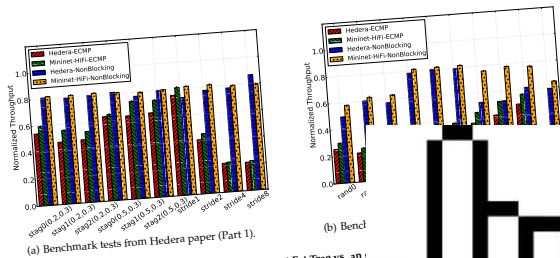 Hedera-ECMP
Mininet-HiFi-ECMP
Hedera-NonBlocking
Mininet-HiFi-NonBlocking
Normalized Throughput
1.0
0.8
0.6
0.4
0.2
0.0
stag0(0.2,0.3)
stag1(0.2,0.3)
stag2(0.2,0.3)
stag0(0.5,0.3)
stag1(0.5,0.3)
stag2(0.5,0.3)
stride1
stride2
stride4
stride8
(a) Benchmark tests from Hedera paper (Part 1).
Hedera-ECMP
Mininet-HiFi-ECMP
Hedera-NonBlocking
Mininet-HiFi-NonBlocking
Normalized Throughput
1.0
0.8
0.6
0.4
0.2
0.0
rand0
(b)